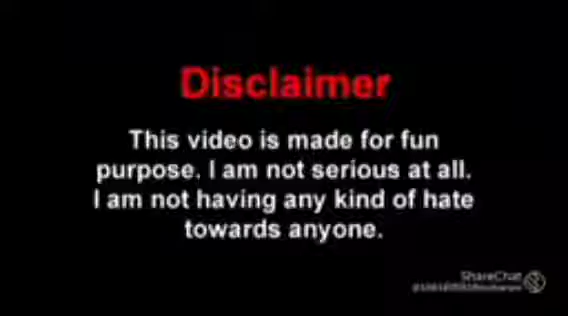 Disclaimer
This video is made for fun
purpose. I am not serious at all.
I am not having any kind of hate
towards anyone.
ShareChat